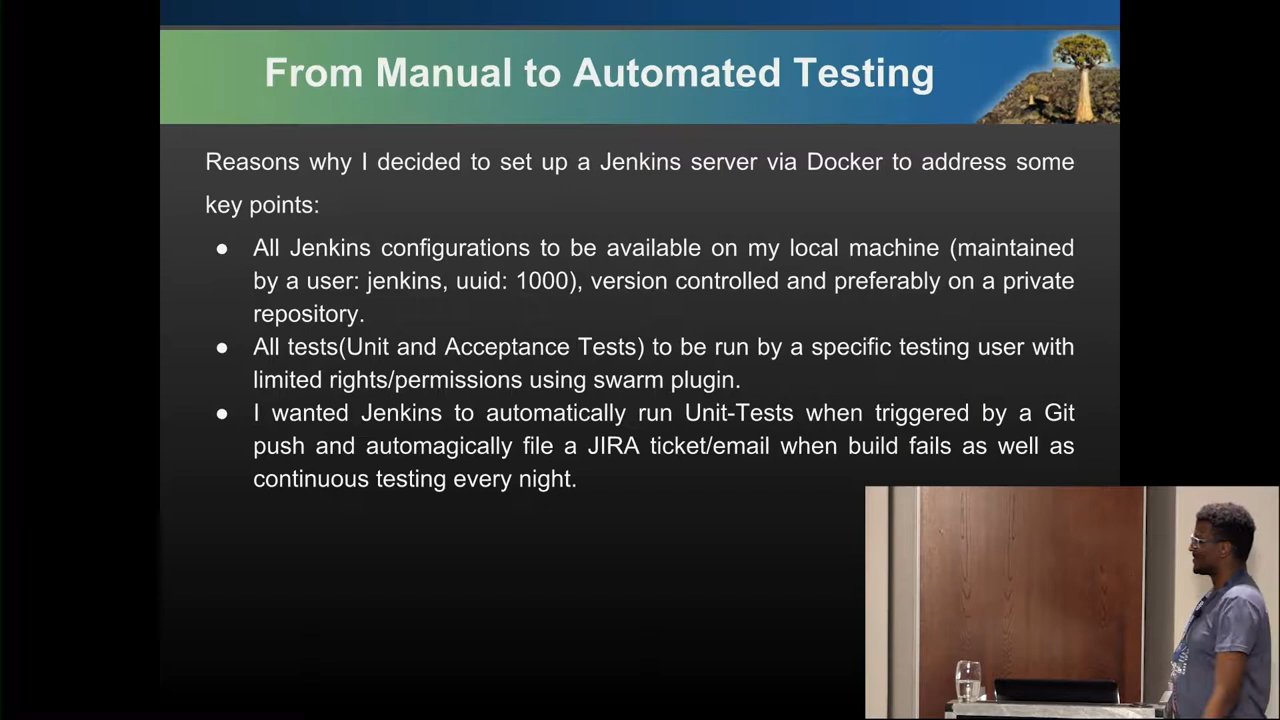 From Manual to Automated Testing
Reasons why I decided to set up a Jenkins server via Docker to address some
key points:
● All Jenkins configurations to be available on my local machine (maintained
by a user: jenkins, uuid: 1000), version controlled and preferably on a private
repository.
● All tests(Unit and Acceptance Tests) to be run by a specific testing user with
limited rights/permissions using swarm plugin.
● I wanted Jenkins to automatically run Unit-Tests when triggered by a Git
push and automagically file a JIRA ticket/email when build fails as well as
continuous testing every night.